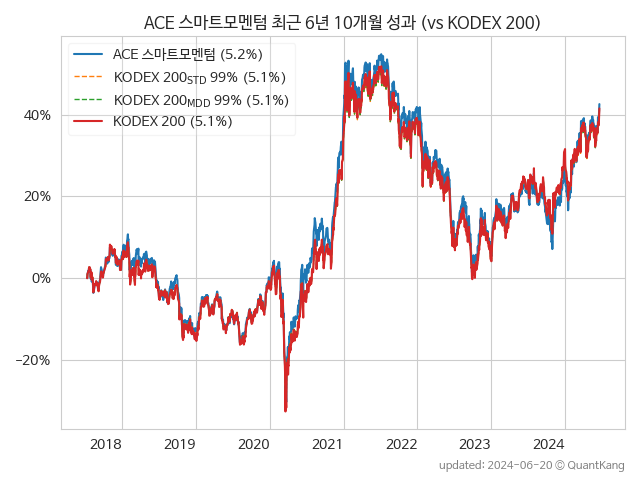 ACE 스마트모멘텀 최근 6년 10개월 성과 (vs KODEX 200)
ACE 스마트모멘텀 (5.2%)
KODEX 200STD 99% (5.1%)
KODEX 200MDD 99% (5.1%)
KODEX 200 (5.1%)
40%
20%
0%
−20%
2018 2019 2020 2021 2022 2023 2024
updated: 2024-06-20 © QuantKang